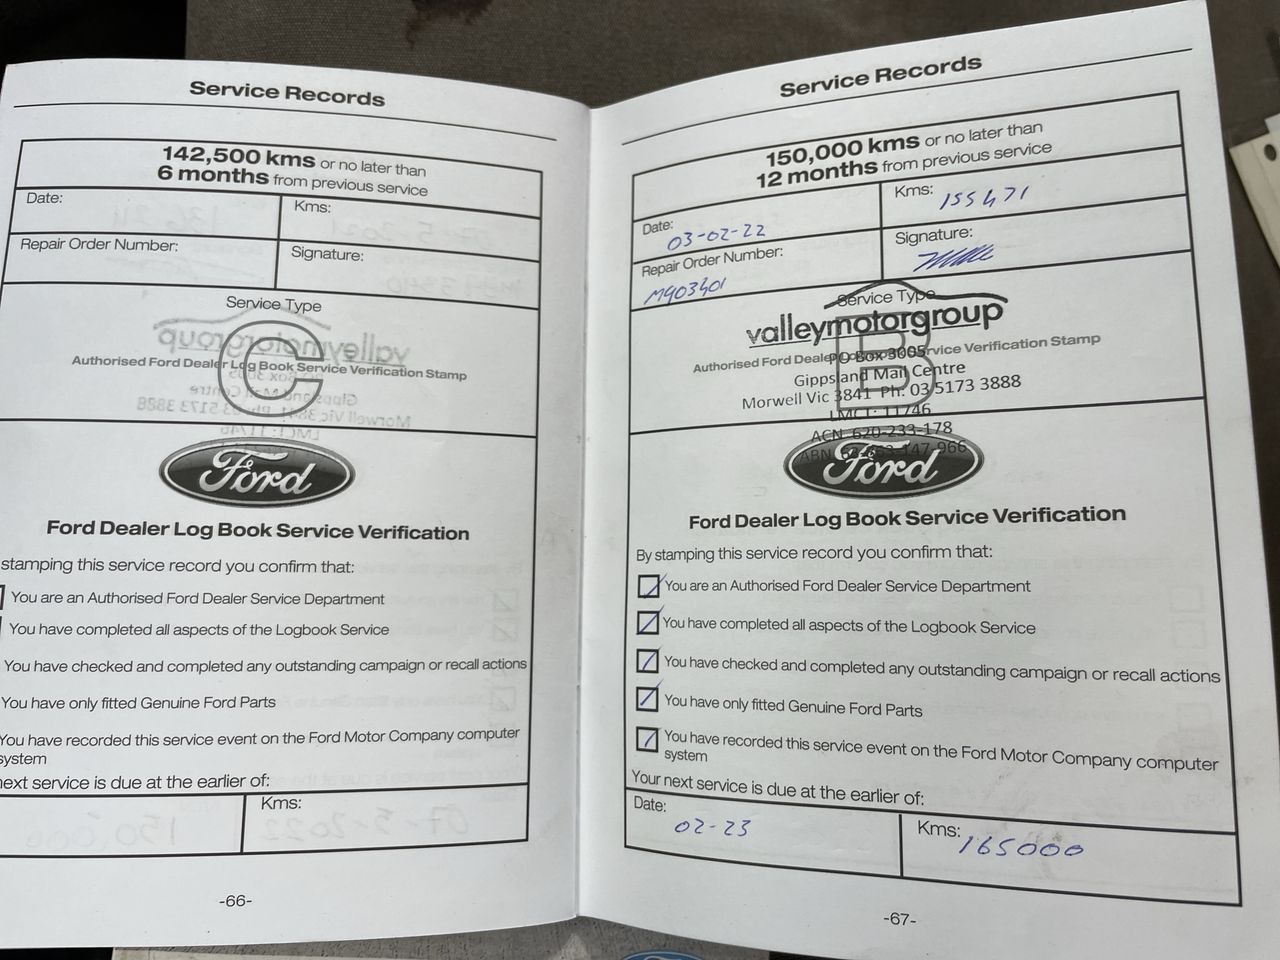 Service Records
142,500 kms or no later than
6 months from previous service
Date:
Kms:
Repair Order Number:
Signature:
Service Type
C
Authorised Ford Dealer Log Book Service Verification Stamp
Ford
Ford Dealer Log Book Service Verification
stamping this service record you confirm that:
You are an Authorised Ford Dealer Service Department
You have completed all aspects of the Logbook Service
You have checked and completed any outstanding campaign or recall actions
You have only fitted Genuine Ford Parts
You have recorded this service event on the Ford Motor Company computer
system
next service is due at the earlier of:
Kms:
-66-
Service Records
150,000 kms or no later than
12 months from previous service
Date: 03-02-22
Kms: 155471
Repair Order Number:
Signature:
Service Type
valleymotorgroup
B
Authorised Ford Dealer Service Verification Stamp
PO Box 3005
Gippsland Mail Centre
Morwell Vic 3841 Ph: 03 5173 3888
LMCT: 11746
ACN 620-233-178
ABN 147-966
Ford
Ford Dealer Log Book Service Verification
By stamping this service record you confirm that:
You are an Authorised Ford Dealer Service Department
You have completed all aspects of the Logbook Service
You have checked and completed any outstanding campaign or recall actions
You have only fitted Genuine Ford Parts
You have recorded this service event on the Ford Motor Company computer
system
Your next service is due at the earlier of:
Date: 02-23
Kms: 165000
-67-